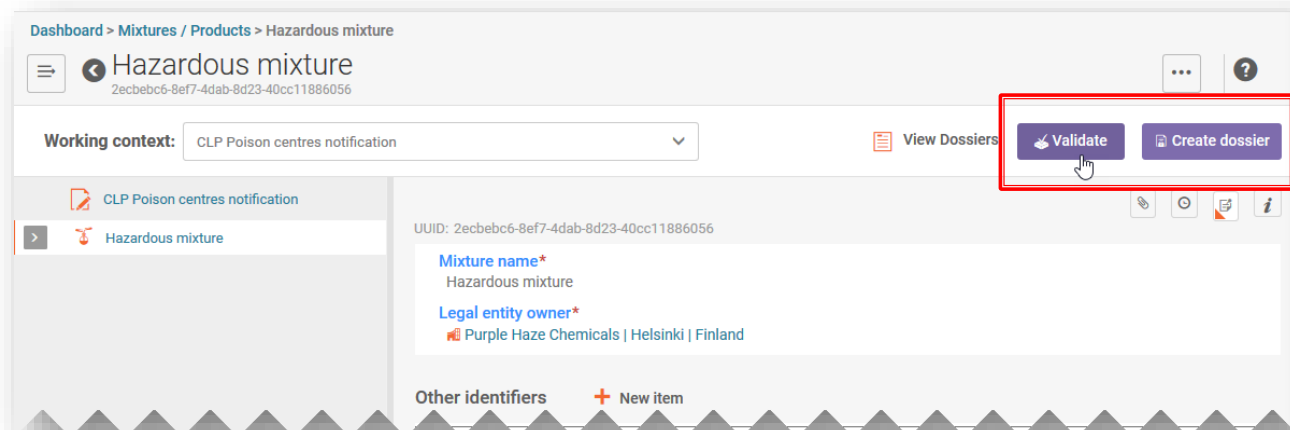 Dashboard > Mixtures / Products > Hazardous mixture
Hazardous mixture
2ecbebc6-8ef7-4dab-8d23-40cc11886056
Working context: CLP Poison centres notification
View Dossiers Validate Create dossier
CLP Poison centres notification
Hazardous mixture
UUID: 2ecbebc6-8ef7-4dab-8d23-40cc11886056
Mixture name*
Hazardous mixture
Legal entity owner*
Purple Haze Chemicals | Helsinki | Finland
Other identifiers + New item